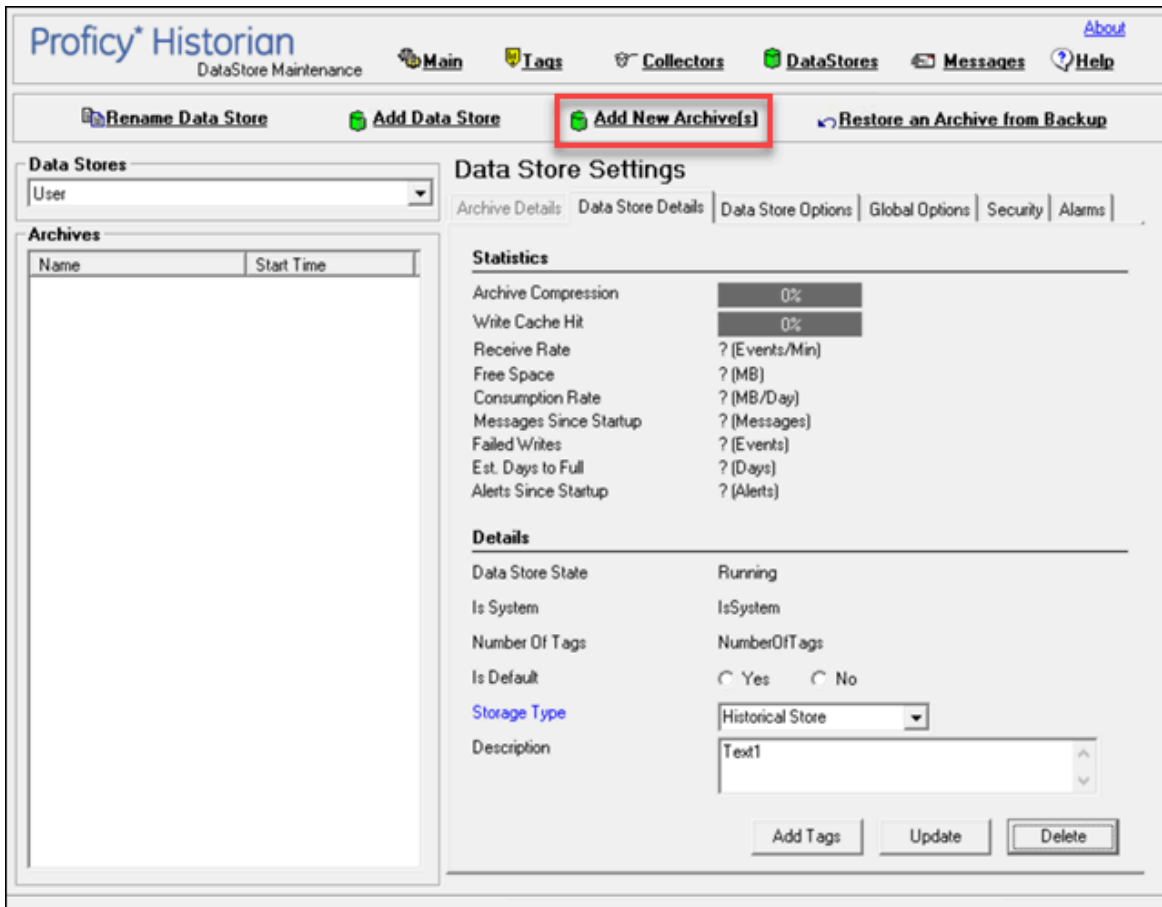 About
Proficy* Historian
DataStore Maintenance
Main Tags Collectors DataStores Messages Help
Rename Data Store Add Data Store Add New Archive(s) Restore an Archive from Backup
Data Stores
User
Archives
Name Start Time
Data Store Settings
Archive Details Data Store Details Data Store Options Global Options Security Alarms
Statistics
Archive Compression 0%
Write Cache Hit 0%
Receive Rate ? (Events/Min)
Free Space ? (MB)
Consumption Rate ? (MB/Day)
Messages Since Startup ? (Messages)
Failed Writes ? (Events)
Est. Days to Full ? (Days)
Alerts Since Startup ? (Alerts)
Details
Data Store State Running
Is System IsSystem
Number Of Tags NumberOfTags
Is Default Yes No
Storage Type Historical Store
Description Text1
Add Tags Update Delete